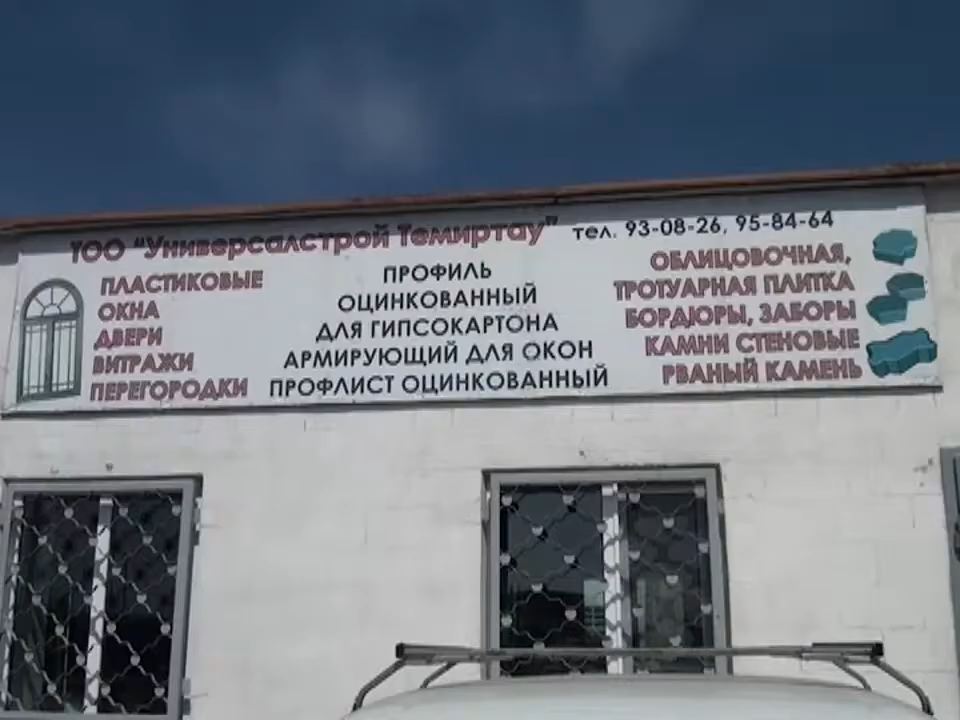 ТОО "Универсалстрой Темиртау" тел. 93-08-26, 95-84-64
ПЛАСТИКОВЫЕ
ОКНА
ДВЕРИ
ВИТРАЖИ
ПЕРЕГОРОДКИ
ПРОФИЛЬ
ОЦИНКОВАННЫЙ
ДЛЯ ГИПСОКАРТОНА
АРМИРУЮЩИЙ ДЛЯ ОКОН
ПРОФЛИСТ ОЦИНКОВАННЫЙ
ОБЛИЦОВОЧНАЯ,
ТРОТУАРНАЯ ПЛИТКА
БОРДЮРЫ, ЗАБОРЫ
КАМНИ СТЕНОВЫЕ
РВАНЫЙ КАМЕНЬ